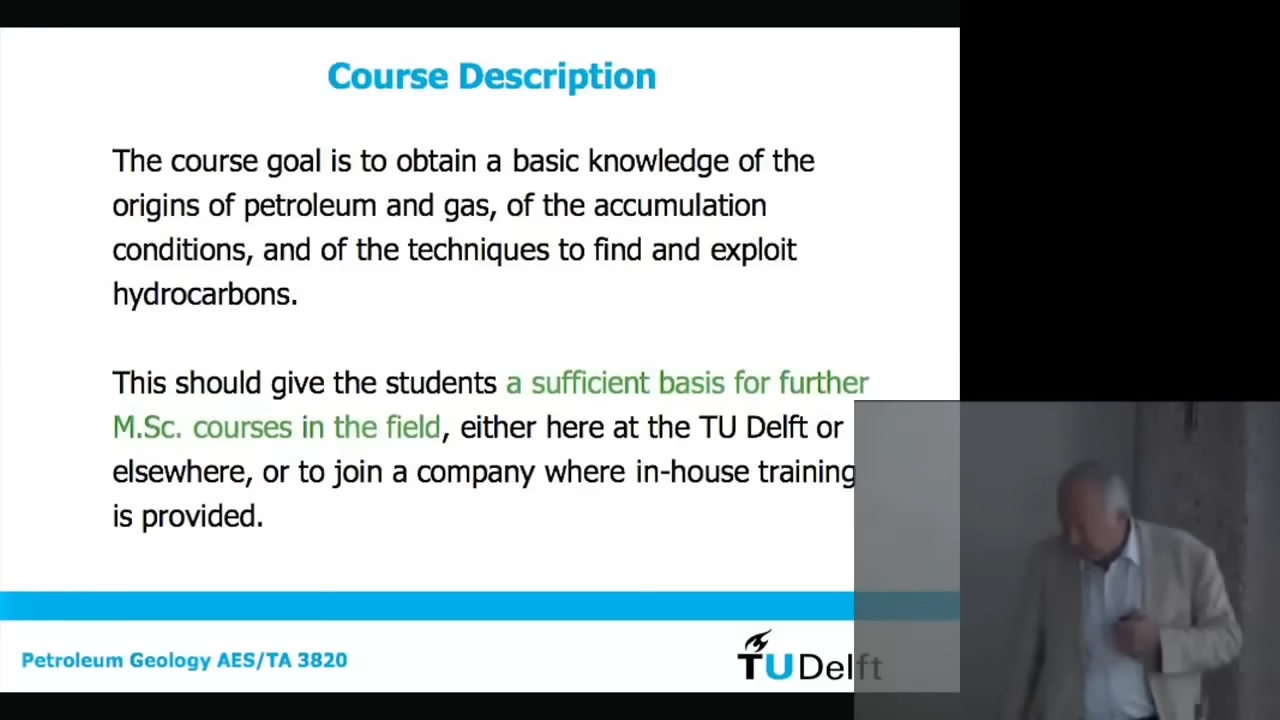 Course Description
The course goal is to obtain a basic knowledge of the
origins of petroleum and gas, of the accumulation
conditions, and of the techniques to find and exploit
hydrocarbons.
This should give the students a sufficient basis for further
M.Sc. courses in the field, either here at the TU Delft or
elsewhere, or to join a company where in-house training
is provided.
Petroleum Geology AES/TA 3820
TU Delft